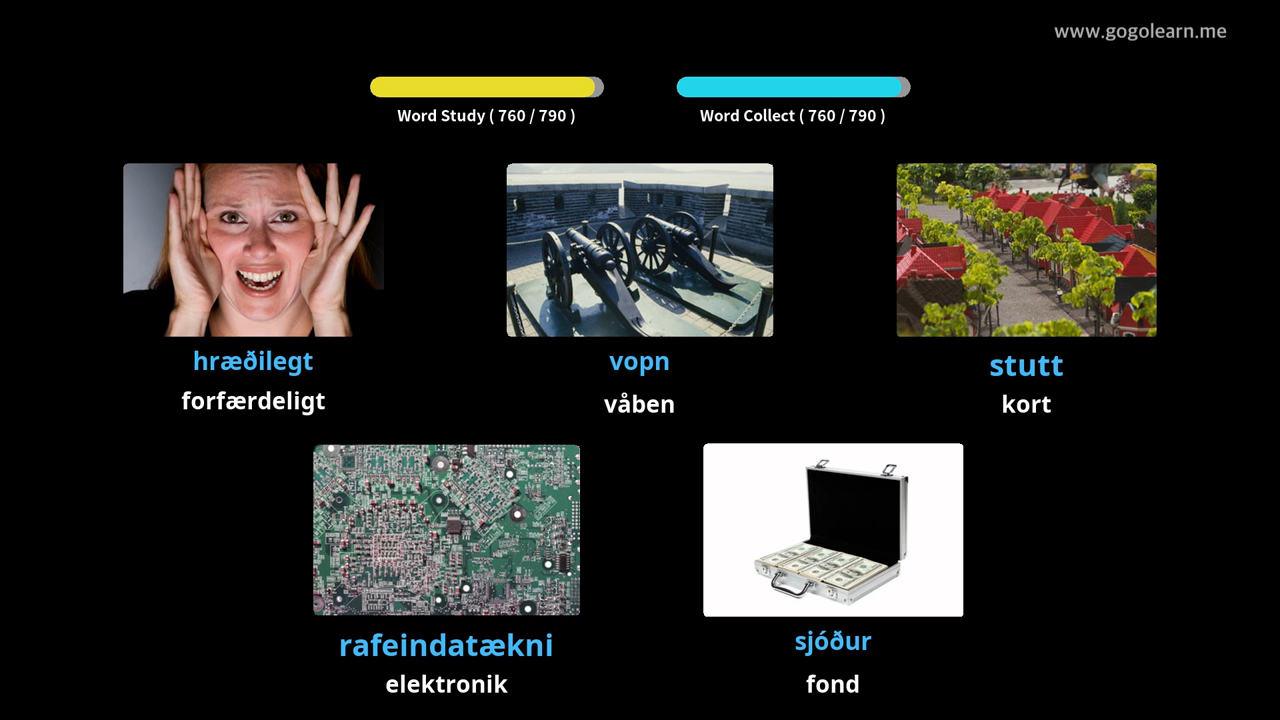 www.gogolearn.me
Word Study ( 760 / 790 )
Word Collect ( 760 / 790 )
hræðilegt
forfærdeligt
vopn
våben
stutt
kort
rafeindatækni
elektronik
sjóður
fond